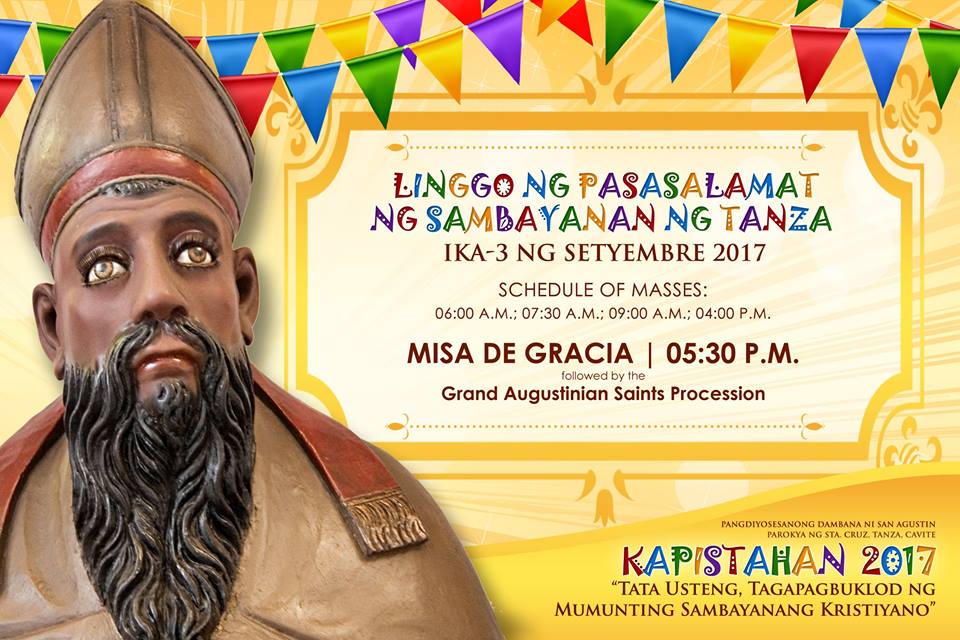 LINGGO NG PASASALAMAT
NG SAMBAYANAN NG TANZA
IKA-3 NG SETYEMBRE 2017
SCHEDULE OF MASSES:
06:00 A.M.; 07:30 A.M.; 09:00 A.M.; 04:00 P.M.
MISA DE GRACIA | 05:30 P.M.
followed by the
Grand Augustinian Saints Procession
PANGDIYOSESANONG DAMBANA NI SAN AGUSTIN
PAROKYA NG STA. CRUZ, TANZA, CAVITE
KAPISTAHAN 2017
"TATA USTENG, TAGAPAGBUKLOD NG
MUMUNTING SAMBAYANANG KRISTIYANO"